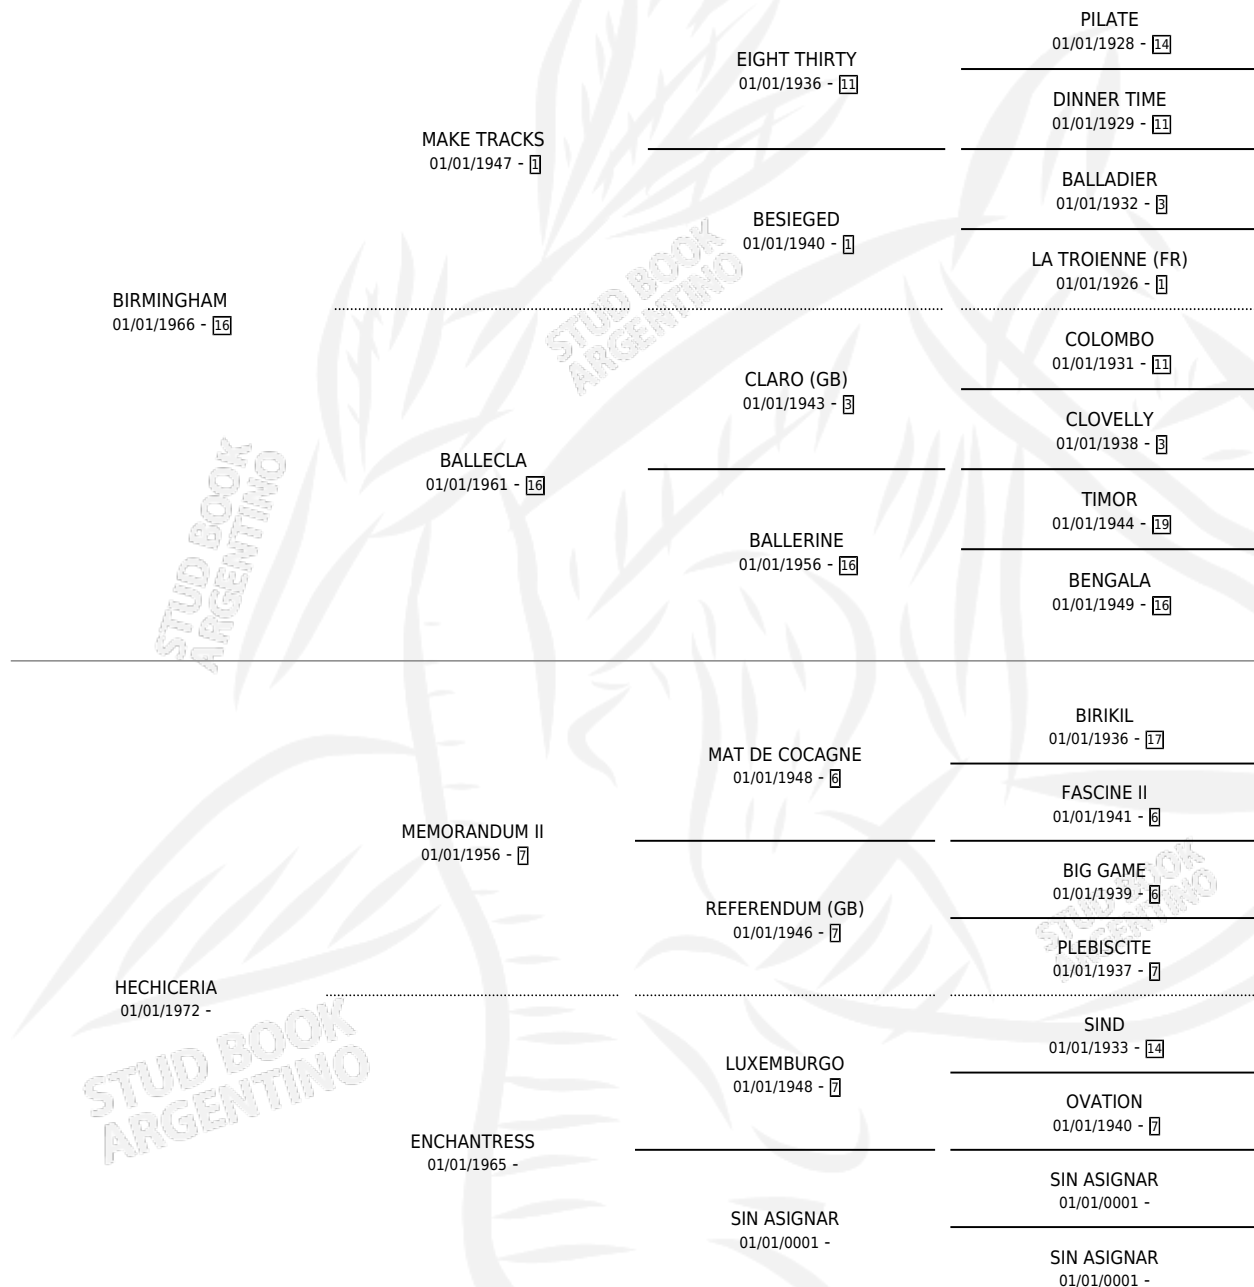 PILATE
01/01/1928 - 14
EIGHT THIRTY
01/01/1936 - 11
DINNER TIME
01/01/1929 - 11
MAKE TRACKS
01/01/1947 - 1
BALLADIER
01/01/1932 - 3
BESIEGED
01/01/1940 - 1
LA TROIENNE (FR)
01/01/1926 - 1
BIRMINGHAM
01/01/1966 - 16
COLOMBO
01/01/1931 - 11
CLARO (GB)
01/01/1943 - 3
CLOVELLY
01/01/1938 - 3
BALLECLA
01/01/1961 - 16
TIMOR
01/01/1944 - 19
BALLERINE
01/01/1956 - 16
BENGALA
01/01/1949 - 16
BIRIKIL
01/01/1936 - 17
MAT DE COCAGNE
01/01/1948 - 6
FASCINE II
01/01/1941 - 6
MEMORANDUM II
01/01/1956 - 7
BIG GAME
01/01/1939 - 6
REFERENDUM (GB)
01/01/1946 - 7
PLEBISCITE
01/01/1937 - 7
HECHICERIA
01/01/1972 -
SIND
01/01/1933 - 14
LUXEMBURGO
01/01/1948 - 7
OVATION
01/01/1940 - 7
ENCHANTRESS
01/01/1965 -
SIN ASIGNAR
01/01/0001 -
SIN ASIGNAR
01/01/0001 -
SIN ASIGNAR
01/01/0001 -
STUD BOOK
ARGENTINO
STUD BOOK
ARGENTINO
STUD BOOK
ARGENTINO
STUD BOOK
ARGENTINO